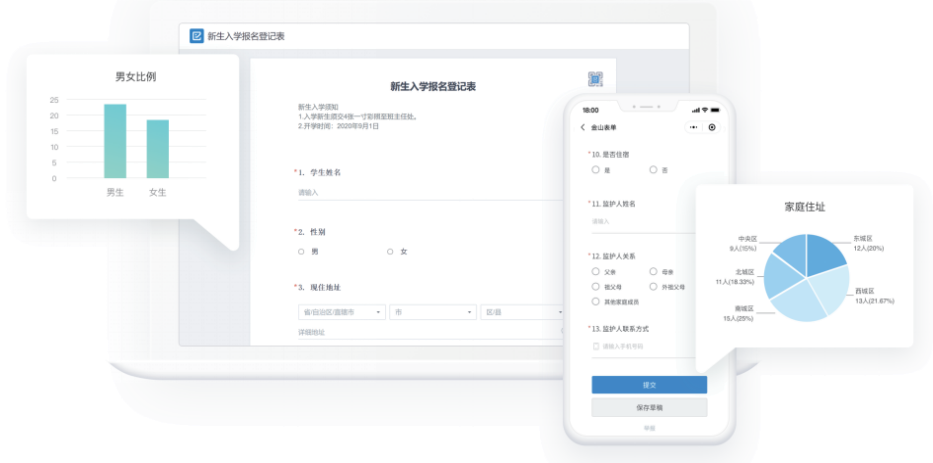 新生入学报名登记表
男女比例
25
20
15
10
5
0
男生 女生
新生入学报名登记表
新生入学须知
1.入学新生须交4张一寸彩照至班主任处。
2.开学时间：2020年9月1日
*1. 学生姓名
请输入
*2. 性别
男 女
*3. 现住地址
省/自治区/直辖市 市 区/县
详细地址
18:00
金山表单
*10. 是否住宿
是 否
*11. 监护人姓名
请输入
*12. 监护人关系
父亲 母亲
祖父母 外祖父母
其他家庭成员
*13. 监护人联系方式
请输入手机号码
提交
保存草稿
举报
家庭住址
中央区
9人(15%)
东城区
12人(20%)
北城区
11人(18.33%)
西城区
13人(21.67%)
南城区
15人(25%)